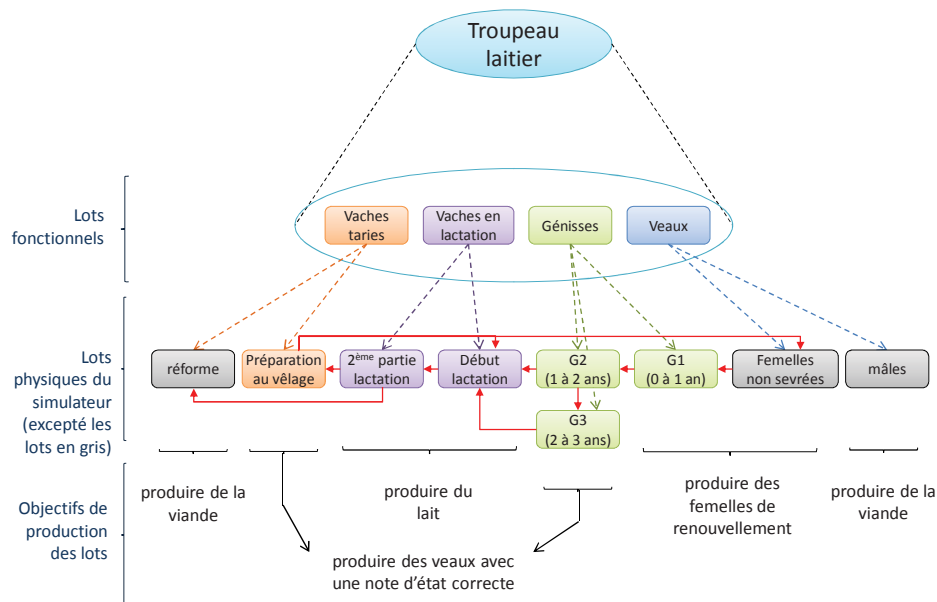 Troupeau
laitier
Lots
fonctionnels
Vaches
taries
Vaches en
lactation
Génisses
Veaux
Lots
physiques du
simulateur
(excepté les
lots en gris)
réforme
Préparation
au vêlage
2ème partie
lactation
Début
lactation
G2
(1 à 2 ans)
G1
(0 à 1 an)
Femelles
non sevrées
mâles
G3
(2 à 3 ans)
Objectifs de
production
des lots
produire de la
viande
produire du
lait
produire des
femelles de
renouvellement
produire de la
viande
produire des veaux avec
une note d'état correcte